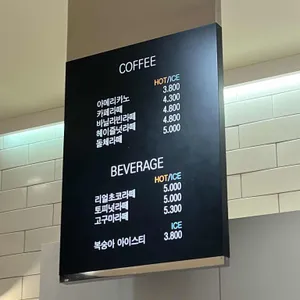 COFFEE
HOT/ICE
아메리카노 3.800
카페라떼 4.300
바닐라빈라떼 4.800
헤이즐넛라떼 4.800
돌체라떼 5.000
BEVERAGE
HOT/ICE
리얼초코라떼 5.000
토피넛라떼 5.000
고구마라떼 5.300
ICE
복숭아 아이스티 3.800